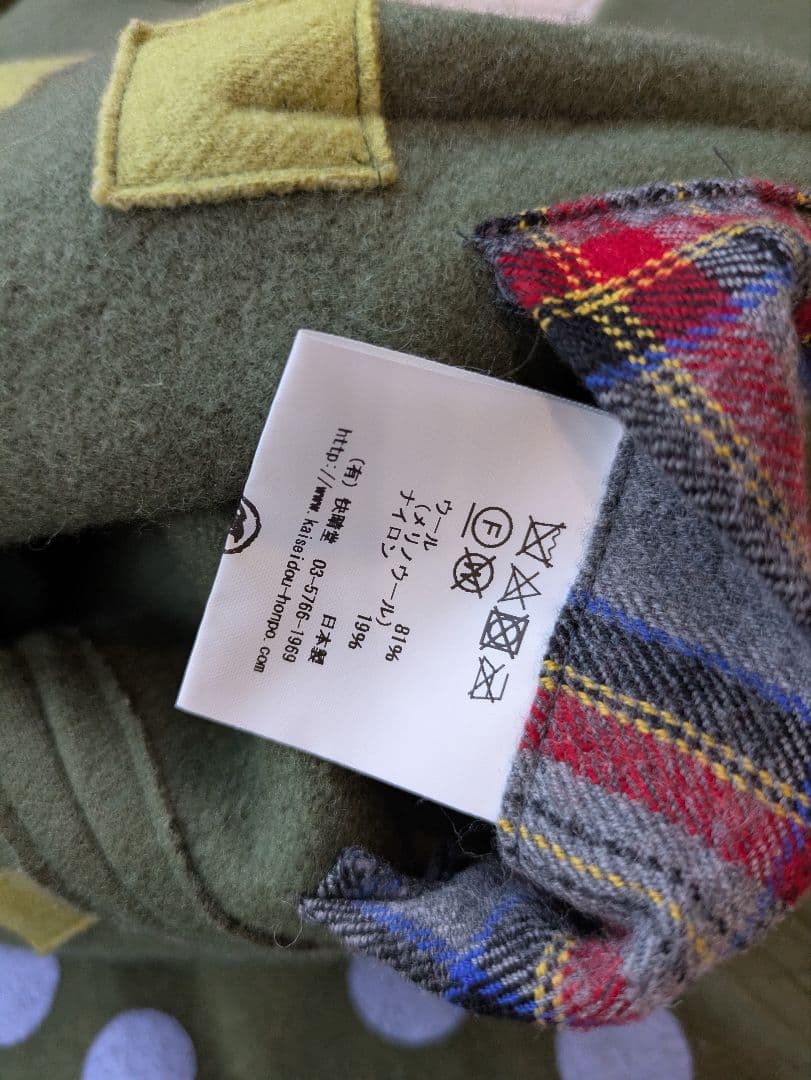 F W
ウール 81%
(メリノウール)
ナイロン 19%
日本製
(有) 快晴堂 03-5766-1969
http://www.kaiseidou-honpo.com